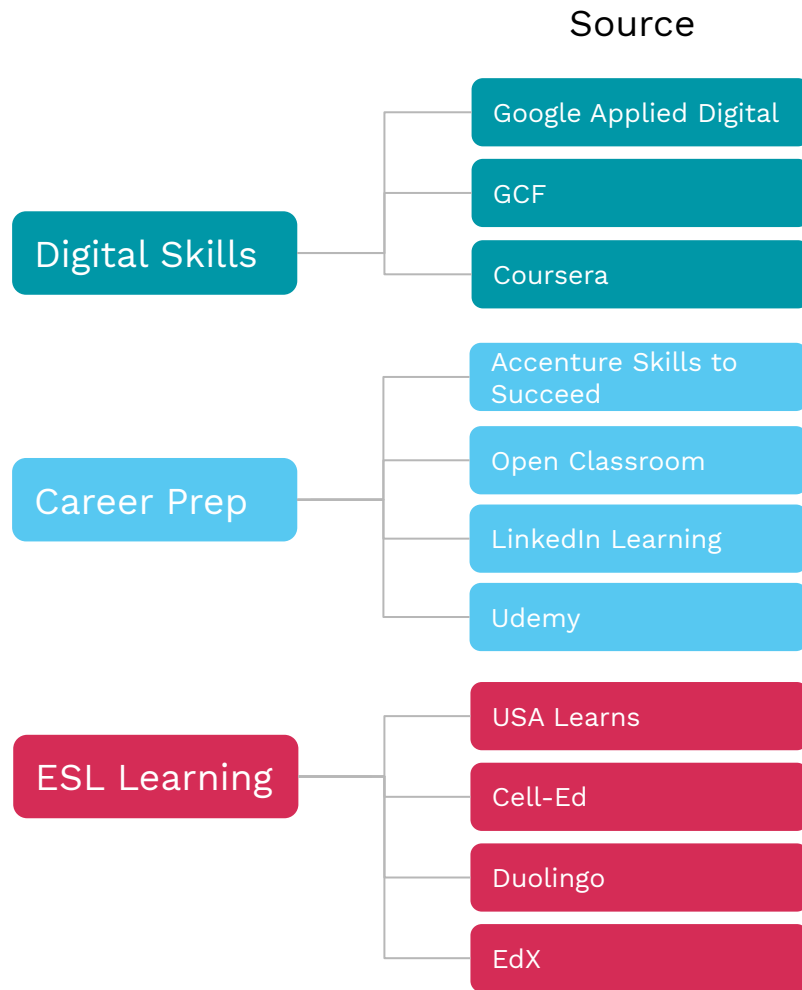 Source
Digital Skills
Google Applied Digital
GCF
Coursera
Career Prep
Accenture Skills to
Succeed
Open Classroom
LinkedIn Learning
Udemy
ESL Learning
USA Learns
Cell-Ed
Duolingo
EdX